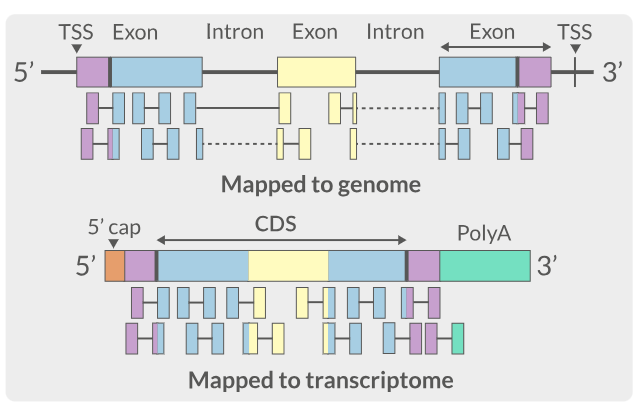 TSS Exon Intron Exon Intron Exon TSS
5’ 3’
Mapped to genome
5’ cap CDS PolyA
5’ 3’
Mapped to transcriptome